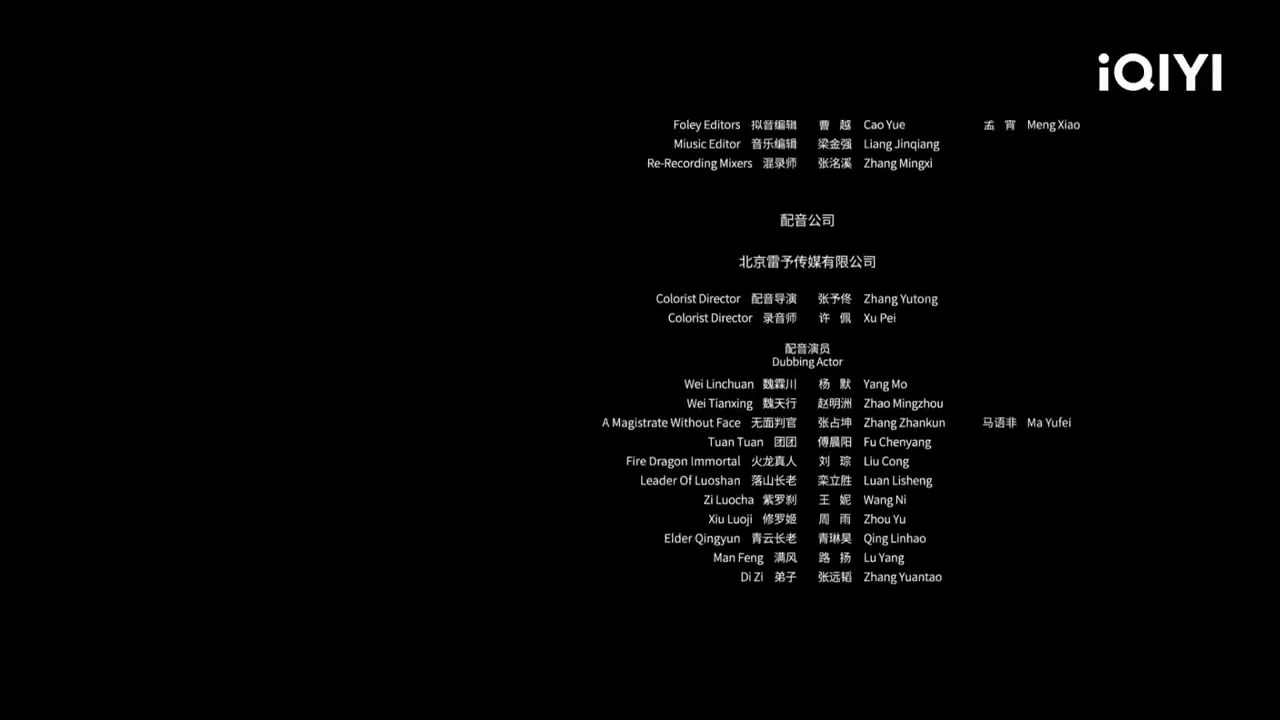 iQIYI
Foley Editors 拟音编辑 曹 越 Cao Yue 孟 宵 Meng Xiao
Miusic Editor 音乐编辑 梁金强 Liang Jinqiang
Re-Recording Mixers 混录师 张洺溪 Zhang Mingxi
配音公司
北京雷予传媒有限公司
Colorist Director 配音导演 张予佟 Zhang Yutong
Colorist Director 录音师 许 佩 Xu Pei
配音演员
Dubbing Actor
Wei Linchuan 魏霖川 杨 默 Yang Mo
Wei Tianxing 魏天行 赵明洲 Zhao Mingzhou
A Magistrate Without Face 无面判官 张占坤 Zhang Zhankun 马语非 Ma Yufei
Tuan Tuan 团团 傅晨阳 Fu Chenyang
Fire Dragon Immortal 火龙真人 刘 琮 Liu Cong
Leader Of Luoshan 落山长老 栾立胜 Luan Lisheng
Zi Luocha 紫罗刹 王 妮 Wang Ni
Xiu Luoji 修罗姬 周 雨 Zhou Yu
Elder Qingyun 青云长老 青琳昊 Qing Linhao
Man Feng 满风 路 扬 Lu Yang
Di Zi 弟子 张远韬 Zhang Yuantao